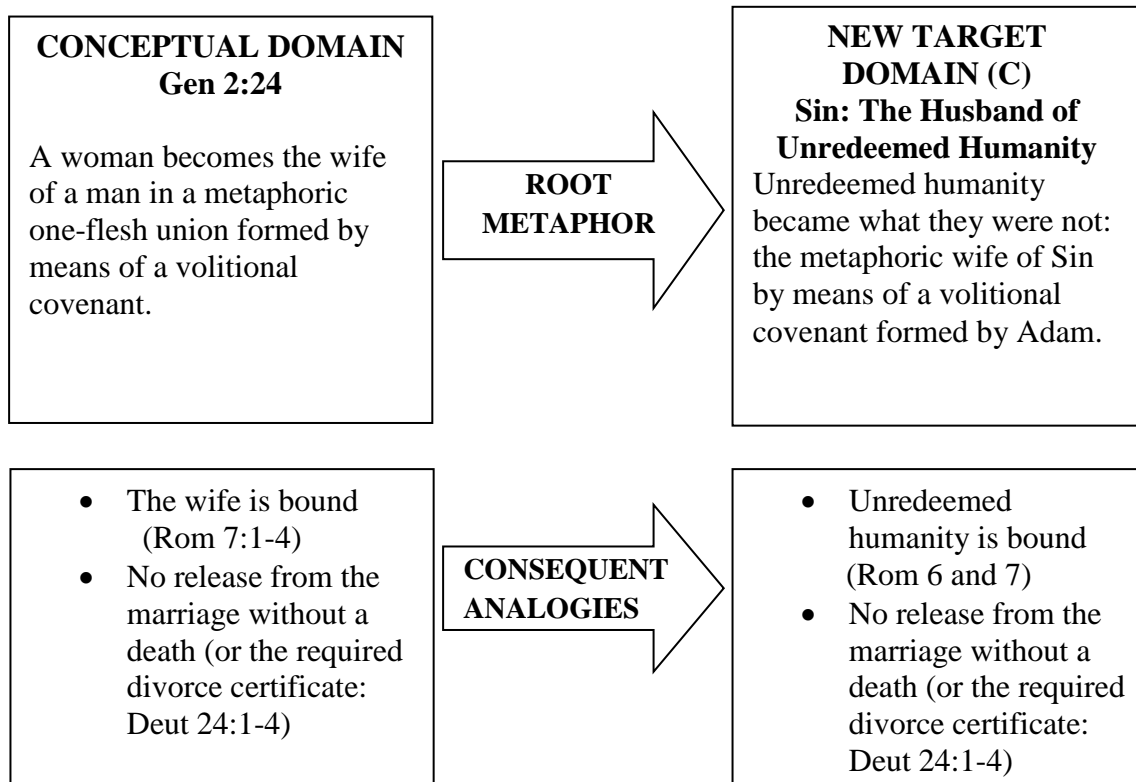 CONCEPTUAL DOMAIN
Gen 2:24
A woman becomes the wife
of a man in a metaphoric
one-flesh union formed by
means of a volitional
covenant.
ROOT
METAPHOR
NEW TARGET
DOMAIN (C)
Sin: The Husband of
Unredeemed Humanity
Unredeemed humanity
became what they were not:
the metaphoric wife of Sin
by means of a volitional
covenant formed by Adam.
• The wife is bound
(Rom 7:1-4)
• No release from the
marriage without a
death (or the required
divorce certificate:
Deut 24:1-4)
CONSEQUENT
ANALOGIES
• Unredeemed
humanity is bound
(Rom 6 and 7)
• No release from the
marriage without a
death (or the required
divorce certificate:
Deut 24:1-4)